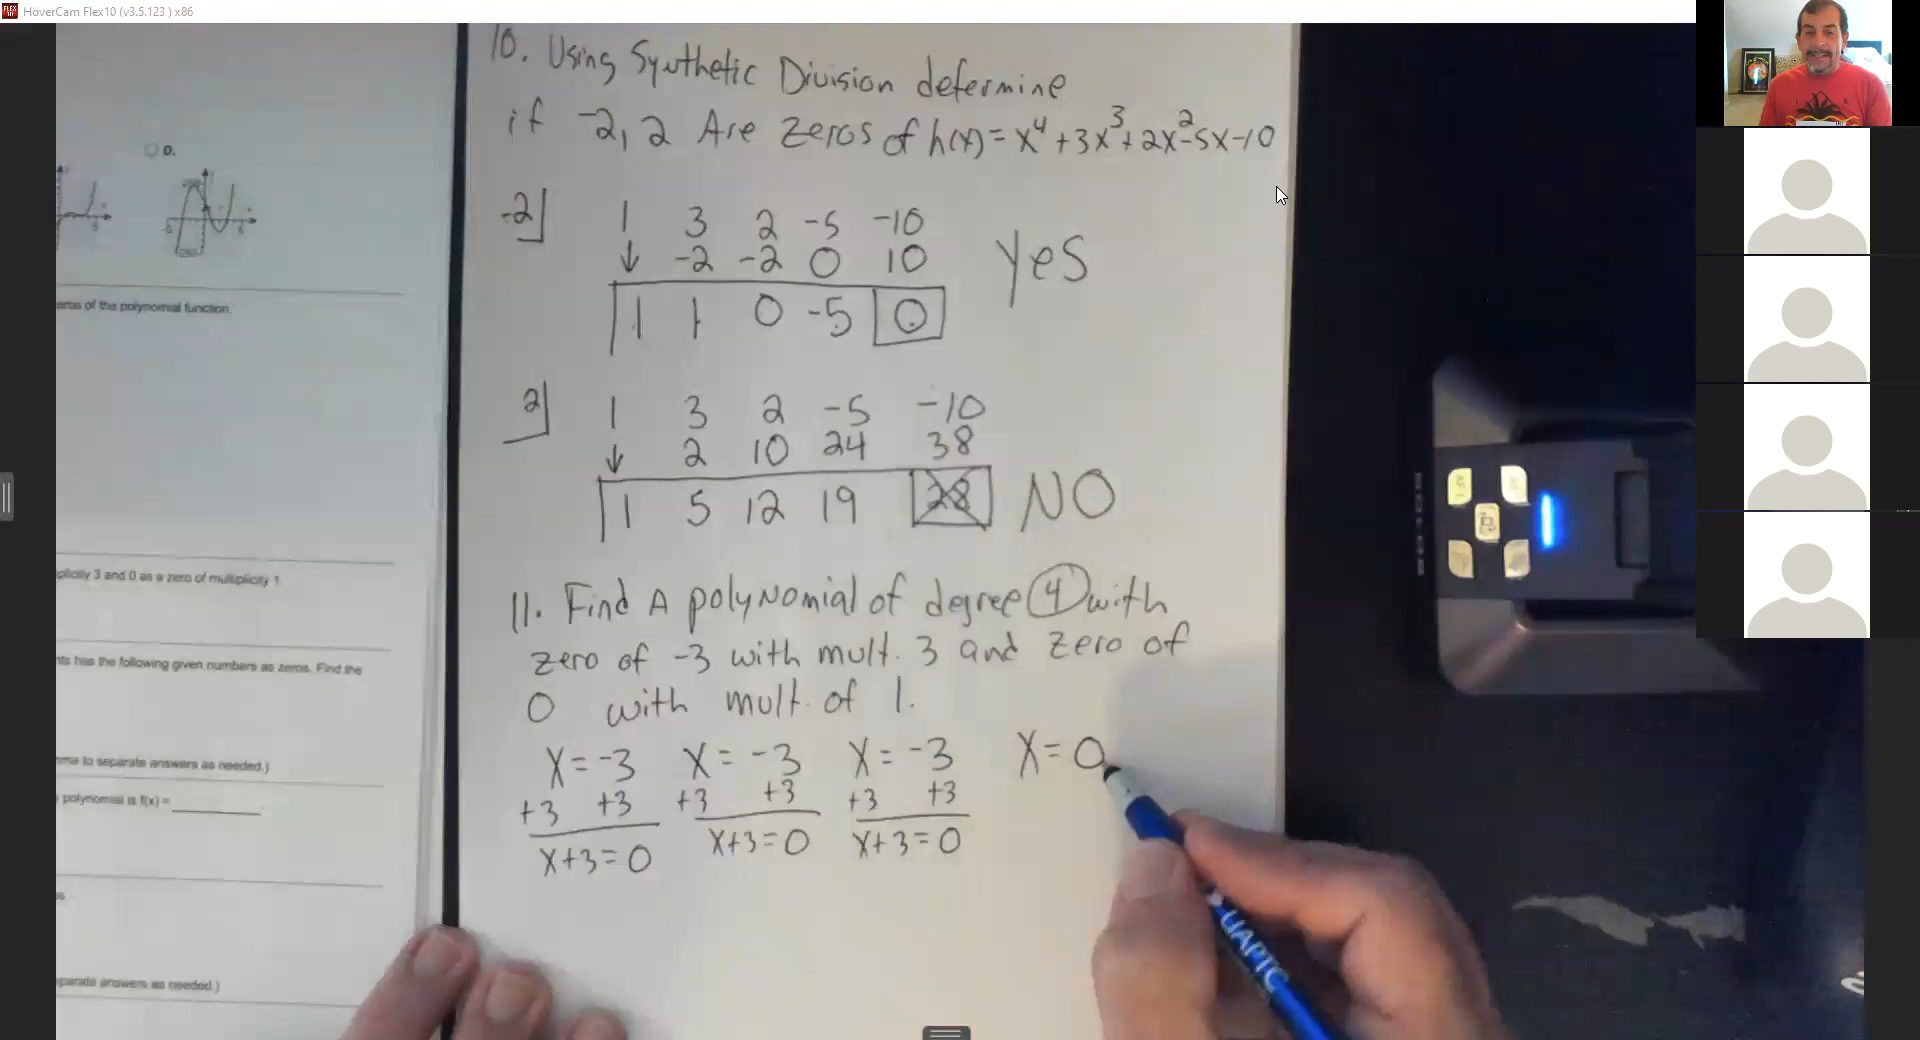 HoverCam Flex10 (v3.5.123 ) x86
10. Using Synthetic Division determine
if -2, 2 Are zeros of h(x) = x⁴ + 3x³ + 2x² - 5x - 10
-2 1 3 2 -5 -10
↓ -2 -2 0 10
1 1 0 -5 0
Yes
2 1 3 2 -5 -10
↓ 2 10 24 38
1 5 12 19 28
NO
11. Find A polynomial of degree 4 with
zero of -3 with mult. 3 and zero of
0 with mult. of 1.
X = -3 X = -3 X = -3 X = 0
+3 +3 +3 +3 +3 +3
X+3=0 X+3=0 X+3=0
D.
of the polynomial function.
3 and 0 as a zero of multiplicity 1
has the following given numbers as zeros. Find the
to separate answers as needed.)
polynomial is f(x) =
answers as needed.)
UAPTC